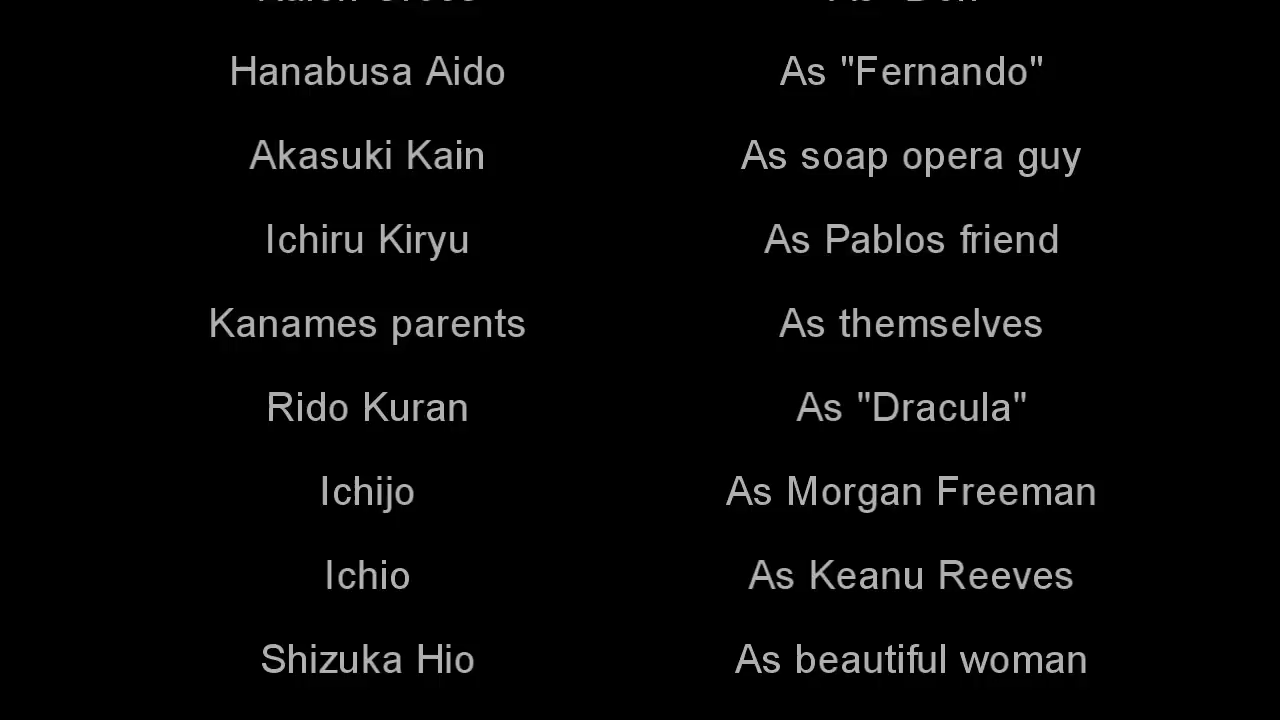 Hanabusa Aido As "Fernando"
Akasuki Kain As soap opera guy
Ichiru Kiryu As Pablos friend
Kanames parents As themselves
Rido Kuran As "Dracula"
Ichijo As Morgan Freeman
Ichio As Keanu Reeves
Shizuka Hio As beautiful woman